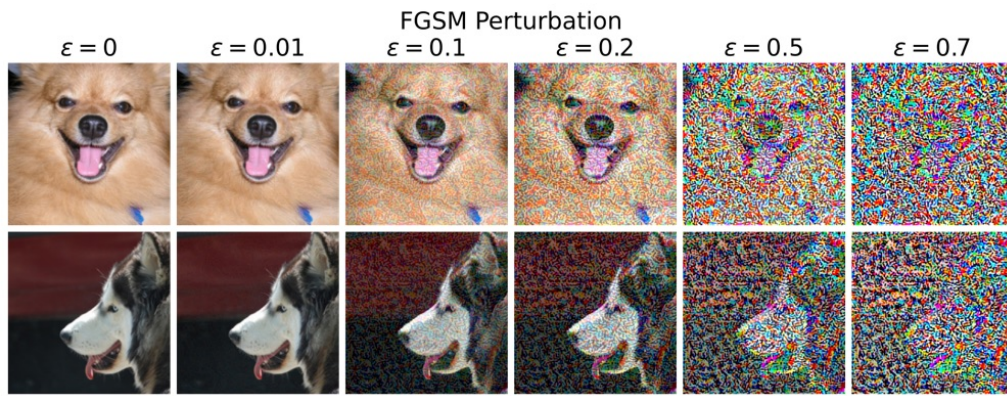 FGSM Perturbation
ε = 0 ε = 0.01 ε = 0.1 ε = 0.2 ε = 0.5 ε = 0.7